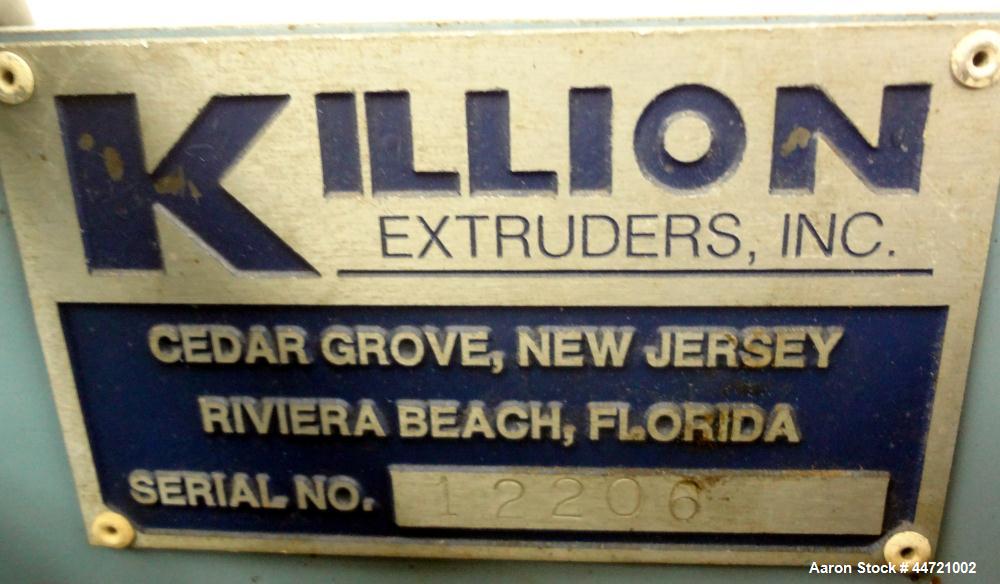 KILLION
EXTRUDERS, INC.
CEDAR GROVE, NEW JERSEY
RIVIERA BEACH, FLORIDA
SERIAL NO. 12206
Aaron Stock # 44721002